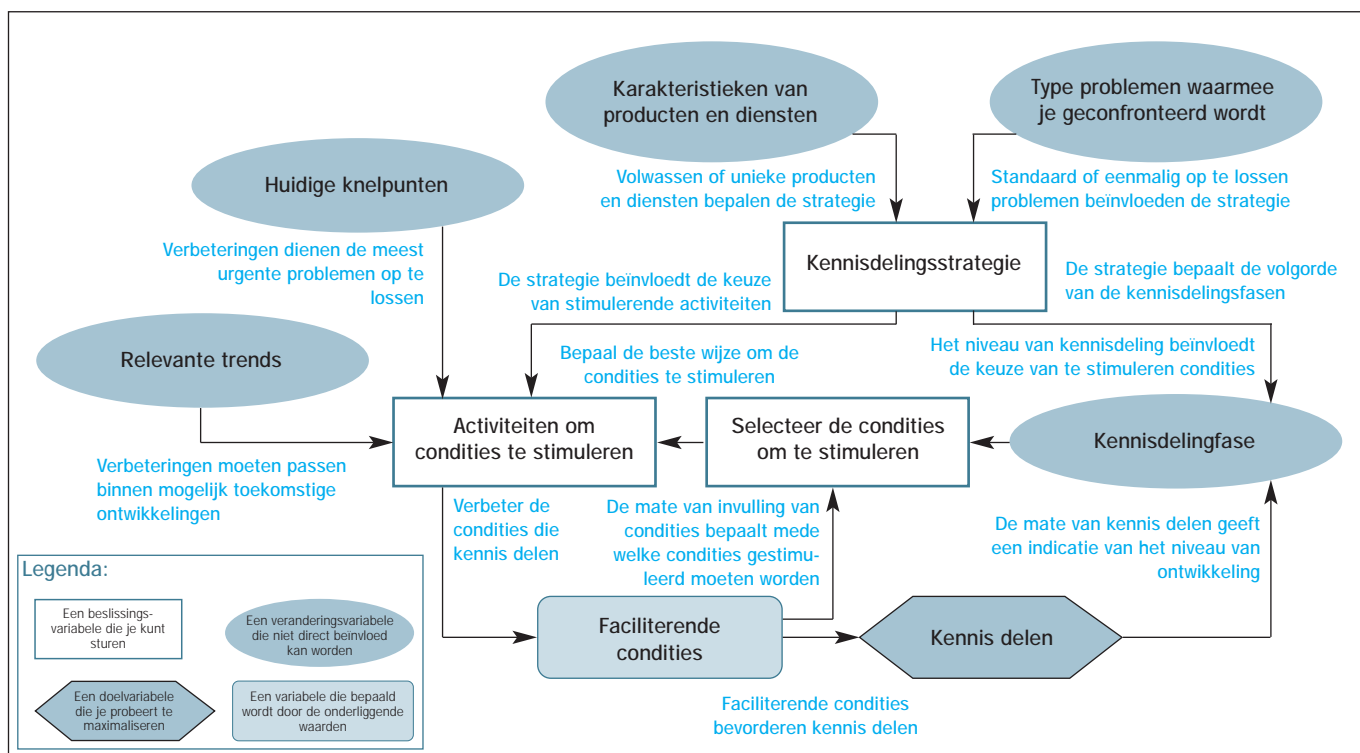 Karakteristieken van
producten en diensten
Type problemen waarmee
je geconfronteerd wordt
Huidige knelpunten
Volwassen of unieke producten
en diensten bepalen de strategie
Standaard of eenmalig op te lossen
problemen beïnvloeden de strategie
Verbeteringen dienen de meest
urgente problemen op te
lossen
Kennisdelingsstrategie
De strategie beïnvloedt de keuze
van stimulerende activiteiten
De strategie bepaalt de volgorde
van de kennisdelingsfasen
Relevante trends
Bepaal de beste wijze om de
condities te stimuleren
Het niveau van kennisdeling beïnvloedt
de keuze van te stimuleren condities
Activiteiten om
condities te stimuleren
Selecteer de condities
om te stimuleren
Kennisdelingfase
Verbeteringen moeten passen
binnen mogelijk toekomstige
ontwikkelingen
Verbeter de
condities die
kennis delen
De mate van invulling van
condities bepaalt mede
welke condities gestimu-
leerd moeten worden
De mate van kennis delen geeft
een indicatie van het niveau van
ontwikkeling
Faciliterende
condities
Kennis delen
Faciliterende condities
bevorderen kennis delen
Legenda:
Een beslissings-
variabele die je kunt
sturen
Een veranderingsvariabele
die niet direct beïnvloed
kan worden
Een doelvariabele
die je probeert te
maximaliseren
Een variabele die bepaald
wordt door de onderliggende
waarden